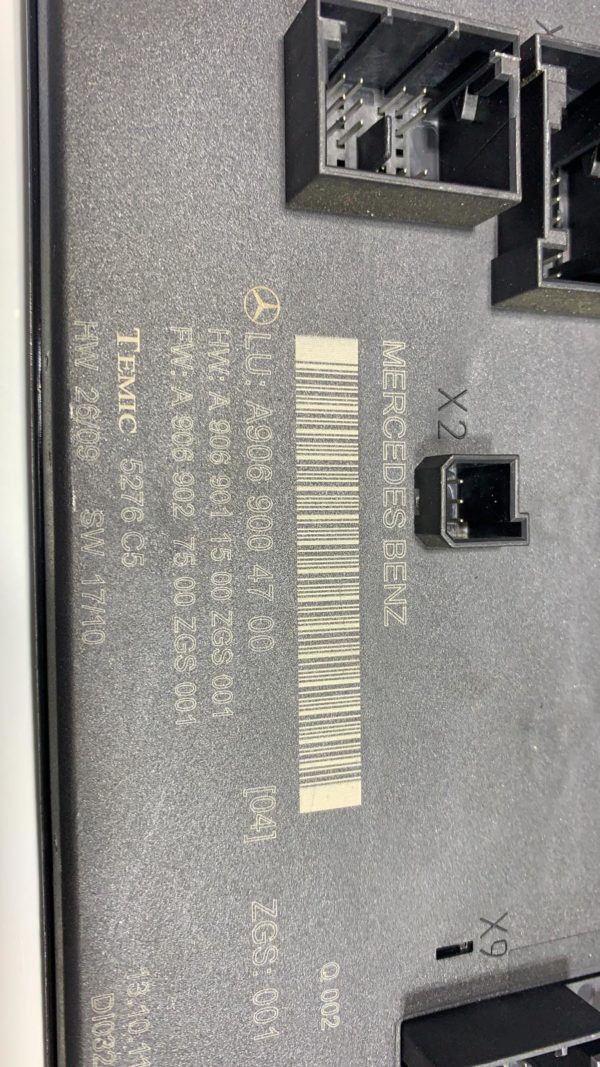 X2
X9
MERCEDES BENZ
Q 002
LU: A906 900 47 00 [04] ZGS: 001
HW: A 906 901 15 00 ZGS 001
FW: A 906 902 75 00 ZGS 001
TEMIC 5276 C5 13.10.11
HW 26/09 SW 17/10 D1032